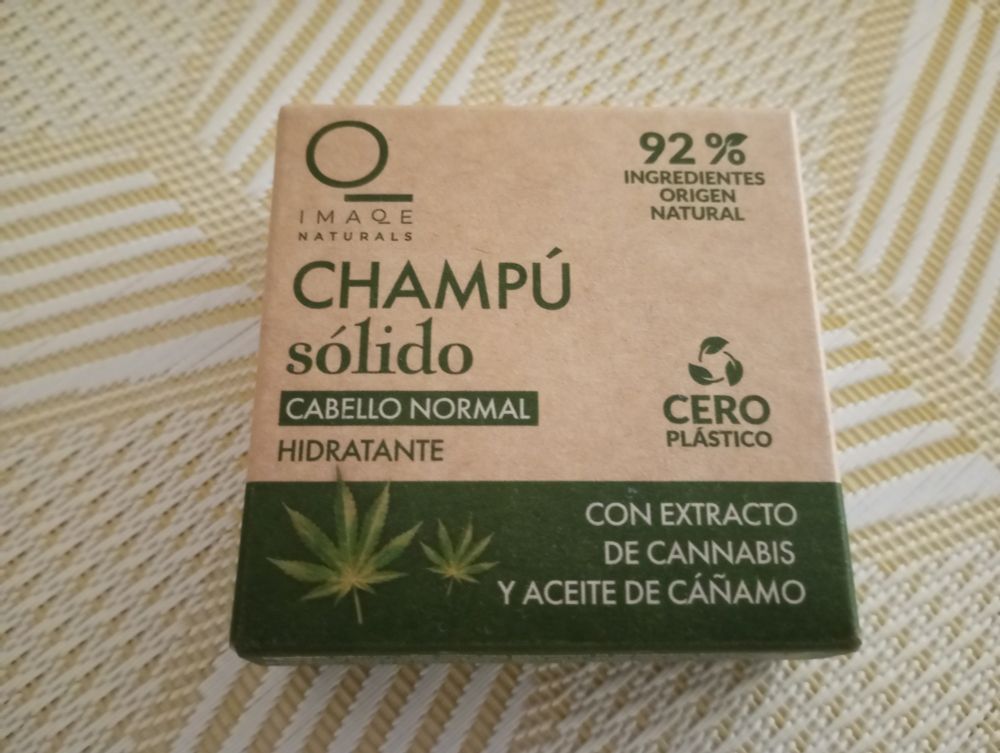 IMAQE
NATURALS
CHAMPÚ
sólido
CABELLO NORMAL
HIDRATANTE
92 %
INGREDIENTES
ORIGEN
NATURAL
CERO
PLÁSTICO
CON EXTRACTO
DE CANNABIS
Y ACEITE DE CÁÑAMO